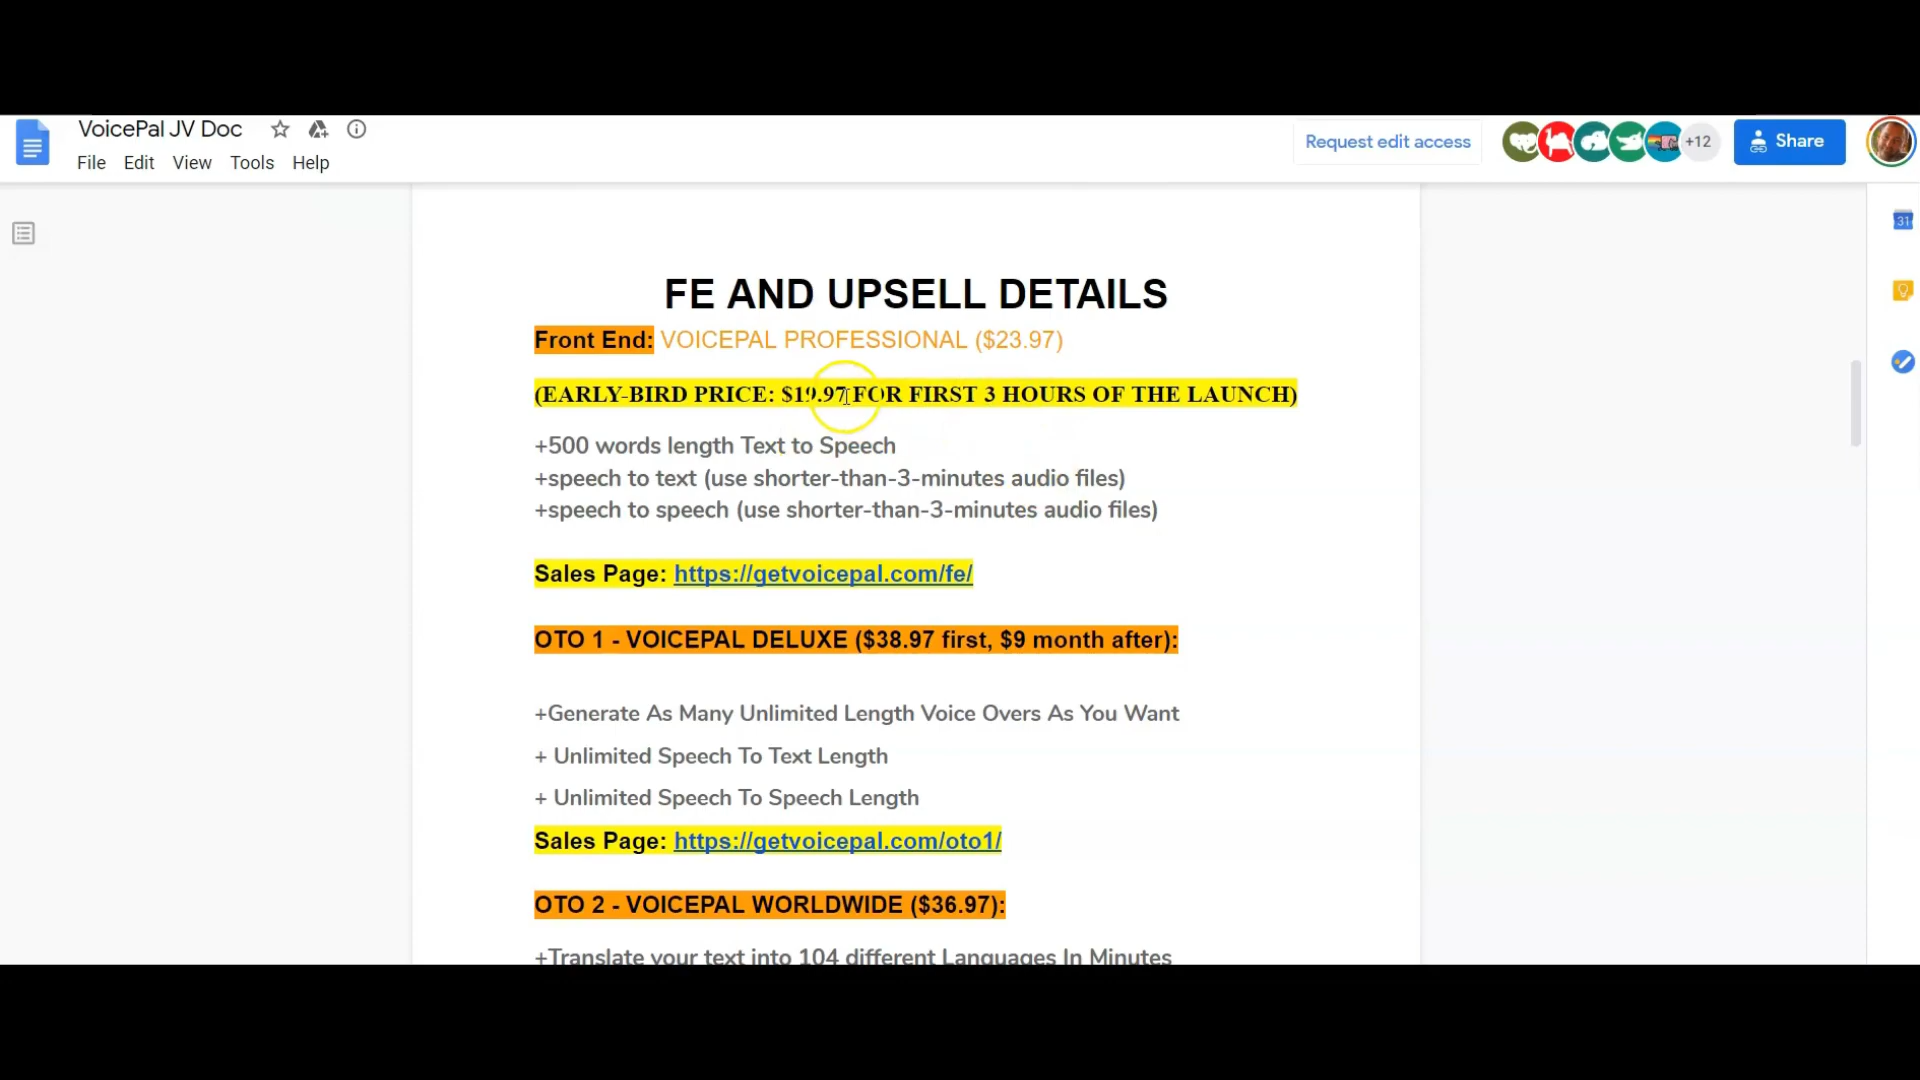 VoicePal JV Doc
File Edit View Tools Help
Request edit access
+12
Share
31
FE AND UPSELL DETAILS
Front End: VOICEPAL PROFESSIONAL ($23.97)
(EARLY-BIRD PRICE: $19.97 FOR FIRST 3 HOURS OF THE LAUNCH)
+500 words length Text to Speech
+speech to text (use shorter-than-3-minutes audio files)
+speech to speech (use shorter-than-3-minutes audio files)
Sales Page: https://getvoicepal.com/fe/
OTO 1 - VOICEPAL DELUXE ($38.97 first, $9 month after):
+Generate As Many Unlimited Length Voice Overs As You Want
+ Unlimited Speech To Text Length
+ Unlimited Speech To Speech Length
Sales Page: https://getvoicepal.com/oto1/
OTO 2 - VOICEPAL WORLDWIDE ($36.97):
+Translate your text into 104 different Languages In Minutes